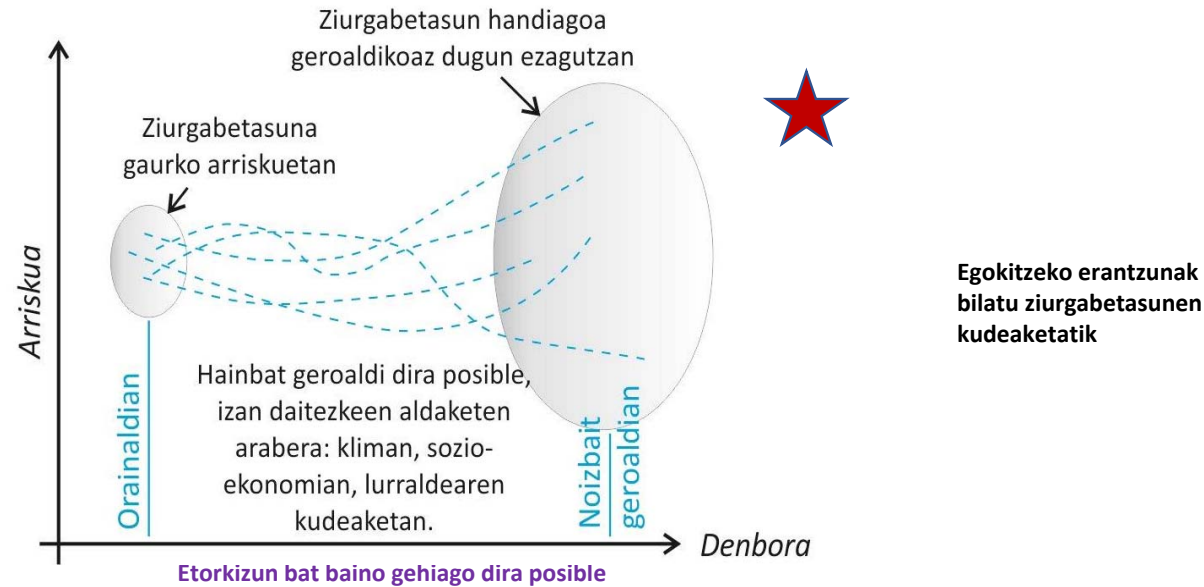 Ziurgabetasun handiagoa
geroaldikoaz dugun ezagutzan
Ziurgabetasuna
gaurko arriskuetan
Arriskua
Egokitzeko erantzunak
bilatu ziurgabetasunen
kudeaketatik
Orainaldian
Hainbat geroaldi dira posible,
izan daitezkeen aldaketen
arabera: kliman, sozio-
ekonomian, lurraldearen
kudeaketan.
Noizbait
geroaldian
Denbora
Etorkizun bat baino gehiago dira posible